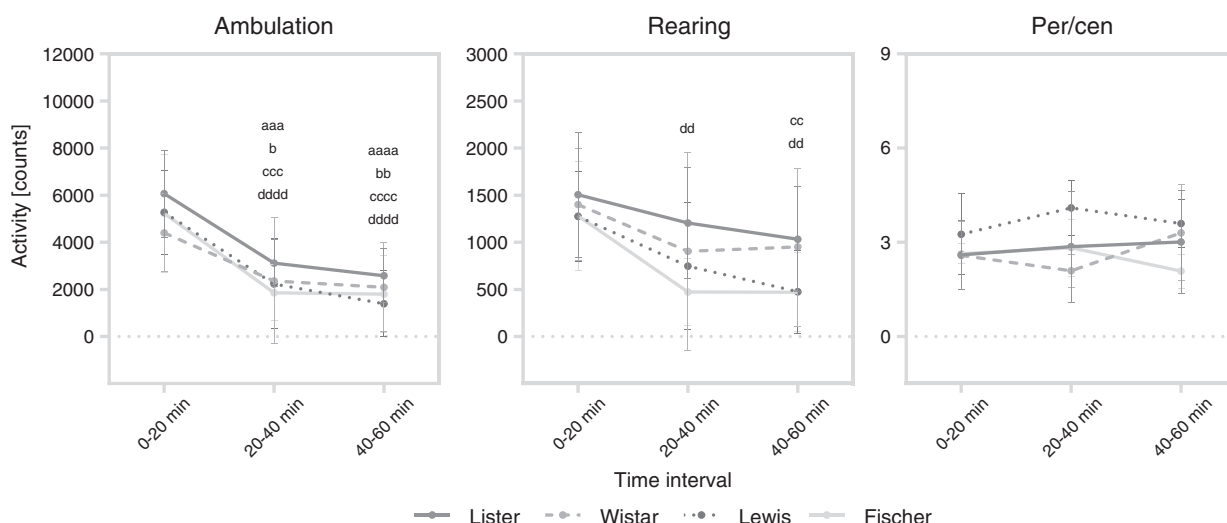 Ambulation
Rearing
Per/cen
Activity [counts]
12000
10000
8000
6000
4000
2000
0
aaa
b
ccc
dddd
aaaa
bb
cccc
dddd
0-20 min
20-40 min
40-60 min
3000
2500
2000
1500
1000
500
0
dd
cc
dd
0-20 min
20-40 min
40-60 min
9
6
3
0
0-20 min
20-40 min
40-60 min
Time interval
Lister Wistar Lewis Fischer